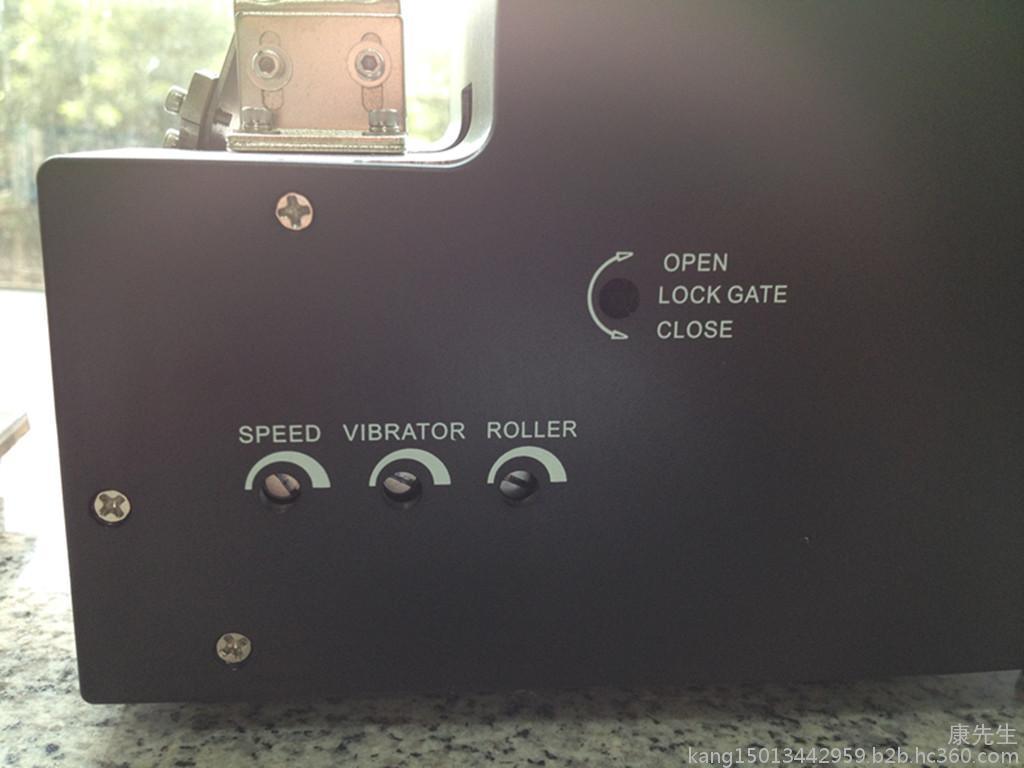 OPEN
LOCK GATE
CLOSE
SPEED VIBRATOR ROLLER
康先生
kang15013442959.b2b.hc360.com